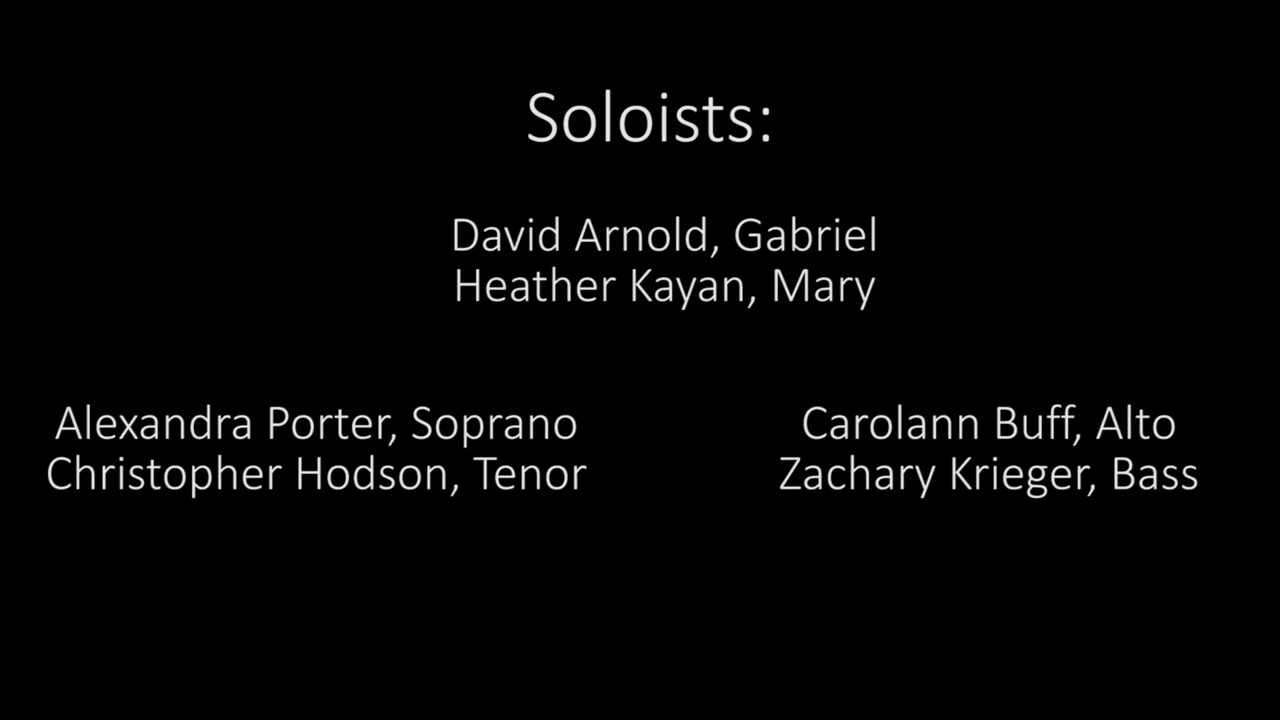 Soloists:
David Arnold, Gabriel
Heather Kayan, Mary
Alexandra Porter, Soprano
Christopher Hodson, Tenor
Carolann Buff, Alto
Zachary Krieger, Bass